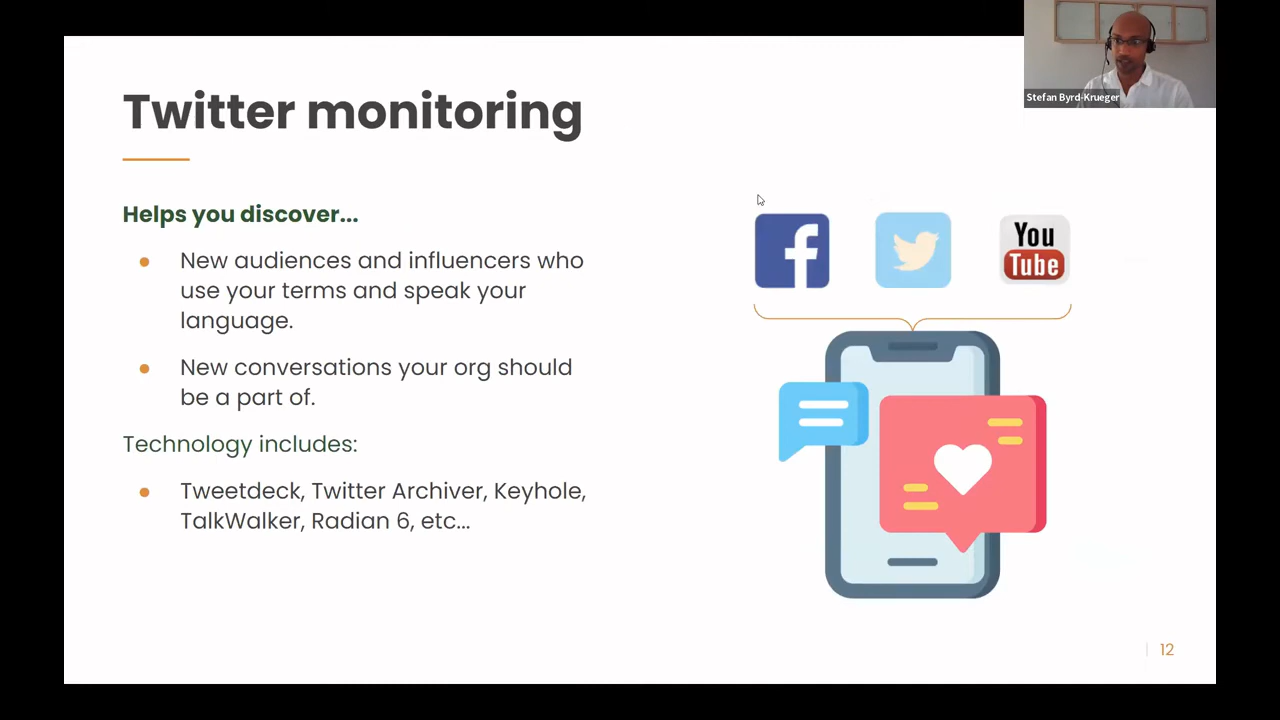 Twitter monitoring
Stefan Byrd-Krueger
Helps you discover...
● New audiences and influencers who
use your terms and speak your
language.
● New conversations your org should
be a part of.
Technology includes:
● Tweetdeck, Twitter Archiver, Keyhole,
TalkWalker, Radian 6, etc...
f
You
Tube
12